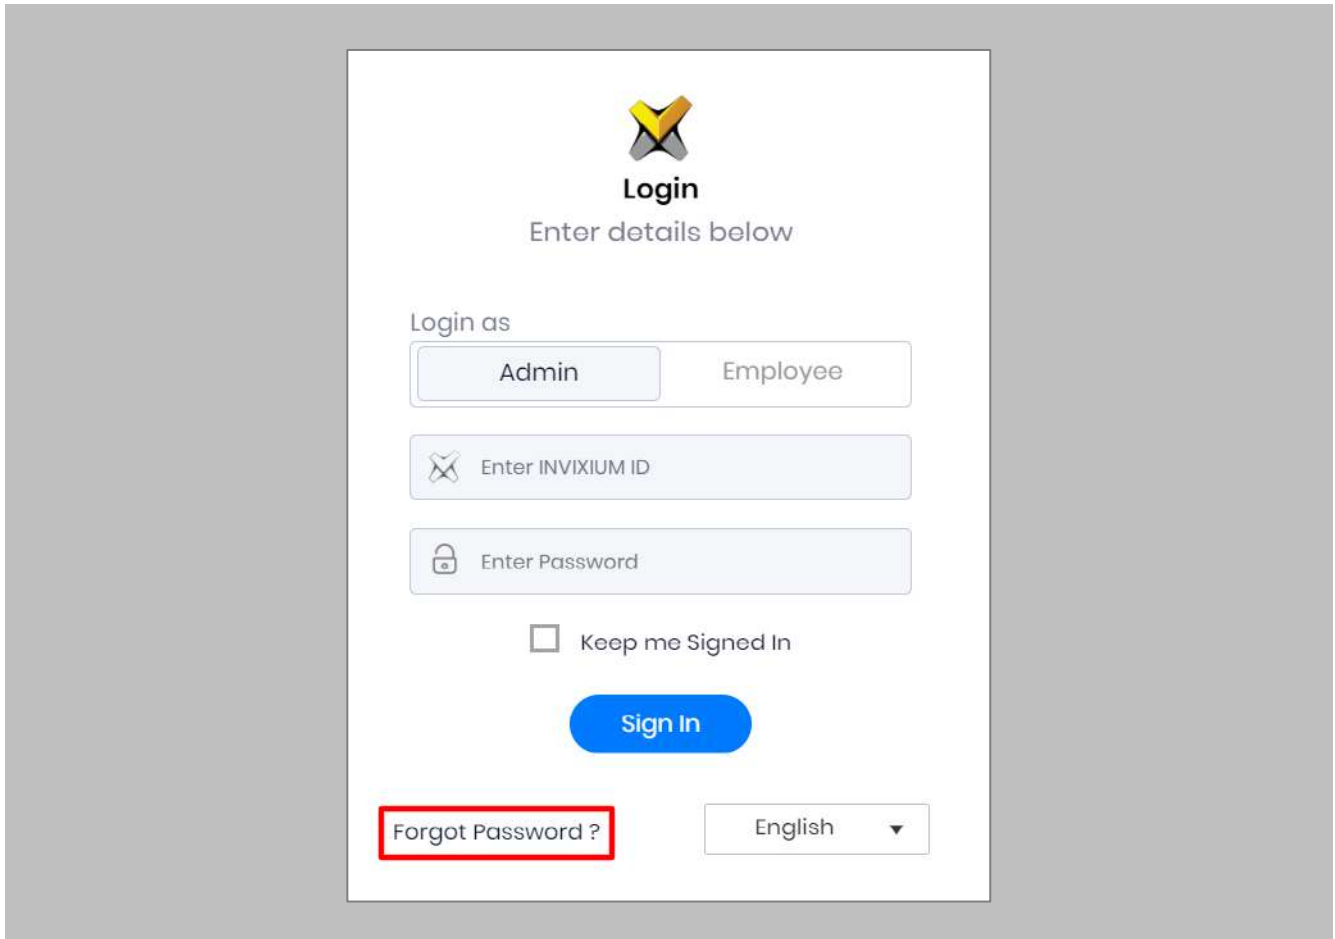 Login
Enter details below
Login as
Admin Employee
Enter INVIXIUM ID
Enter Password
Keep me Signed In
Sign In
Forgot Password ? English